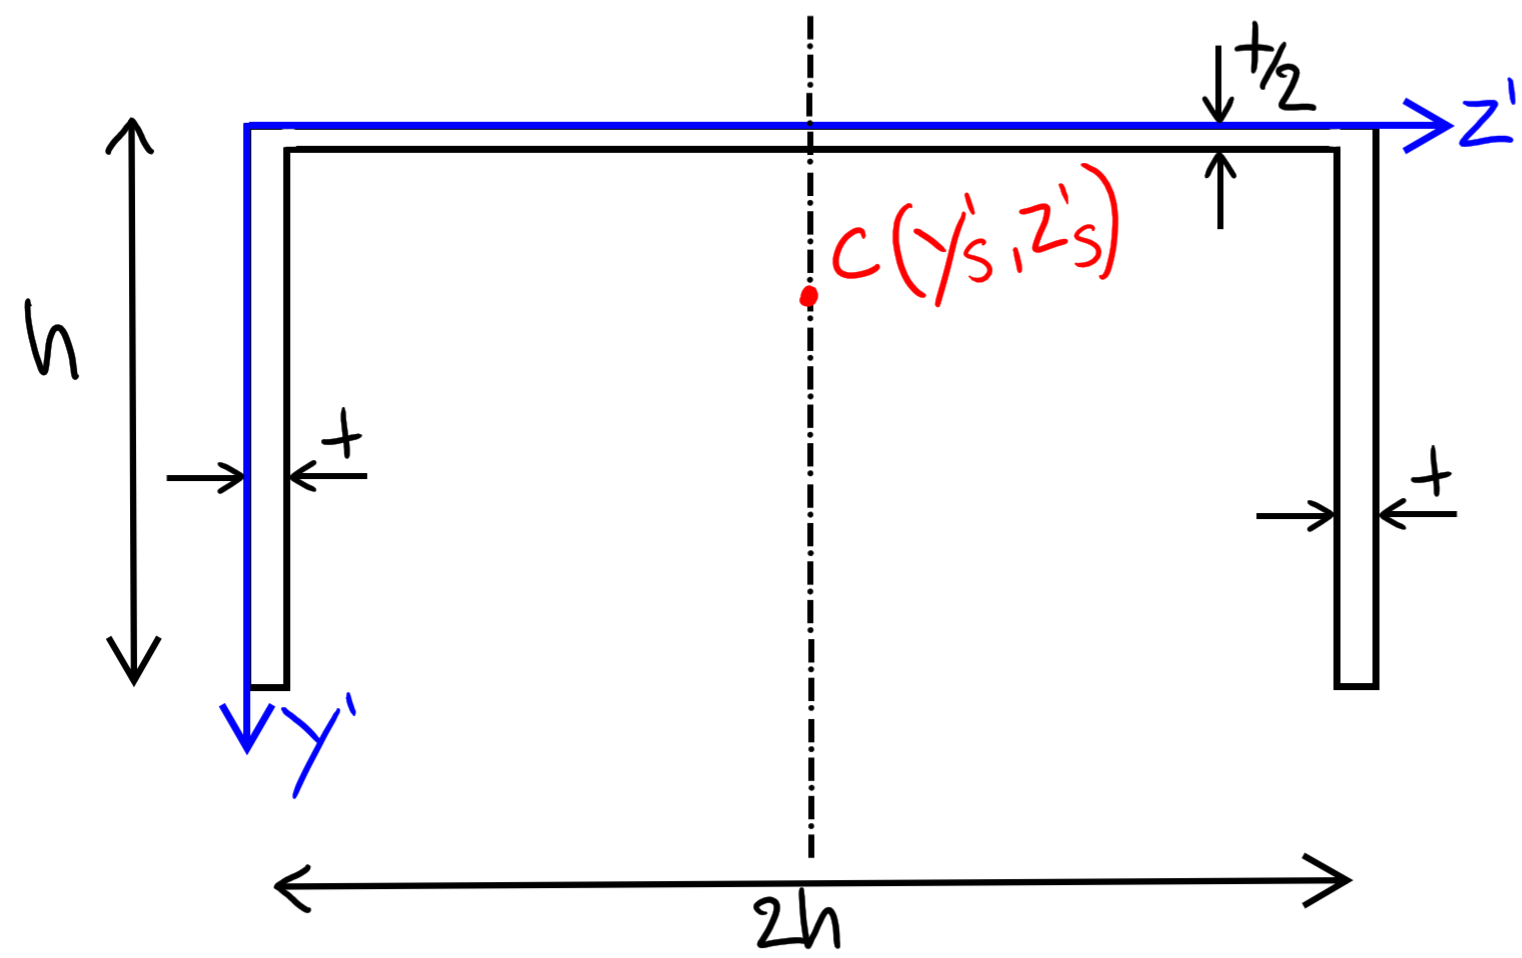 t/2
z'
C(y's, z's)
h
t
t
y'
2h